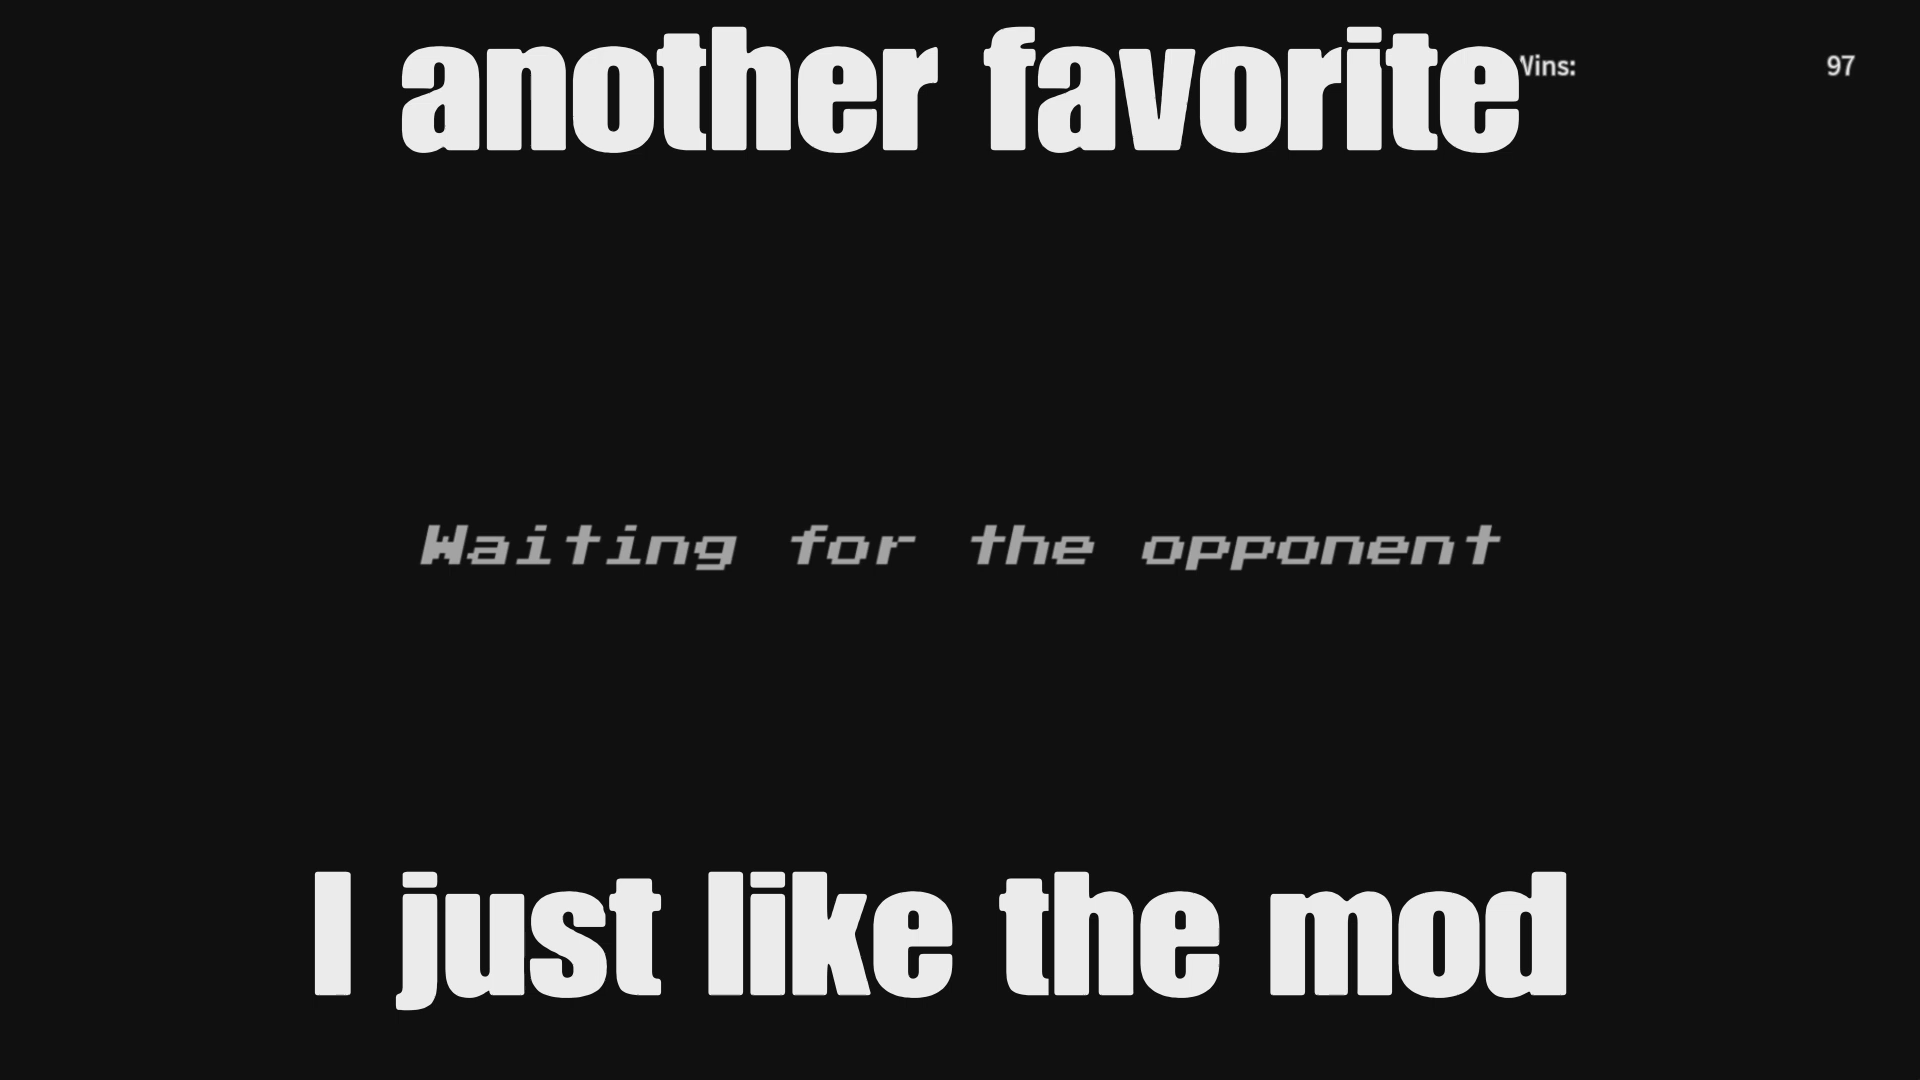 another favorite
Wins: 97
Waiting for the opponent
I just like the mod